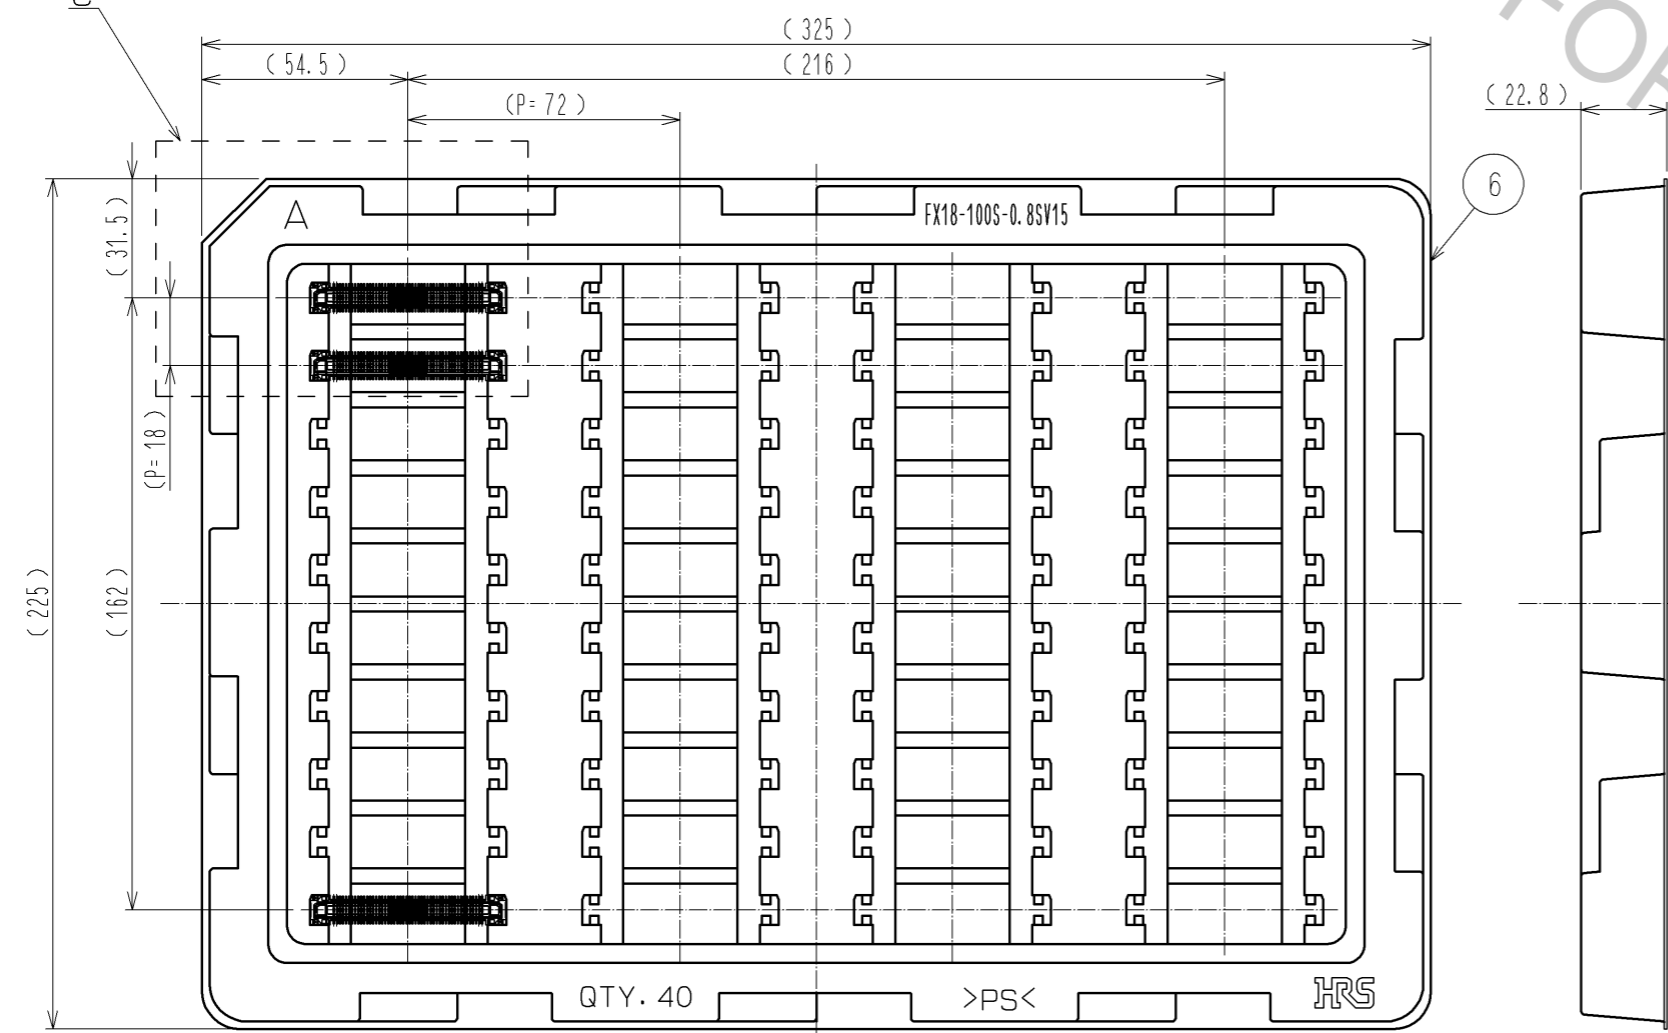 ( 325 )
( 54.5 )
( 216 )
(P=72 )
( 22.8 )
FOR
6
A
FX18-100S-0.8SV15
( 31.5 )
(P=18 )
( 225 )
( 162 )
QTY. 40
>PS<
HRS